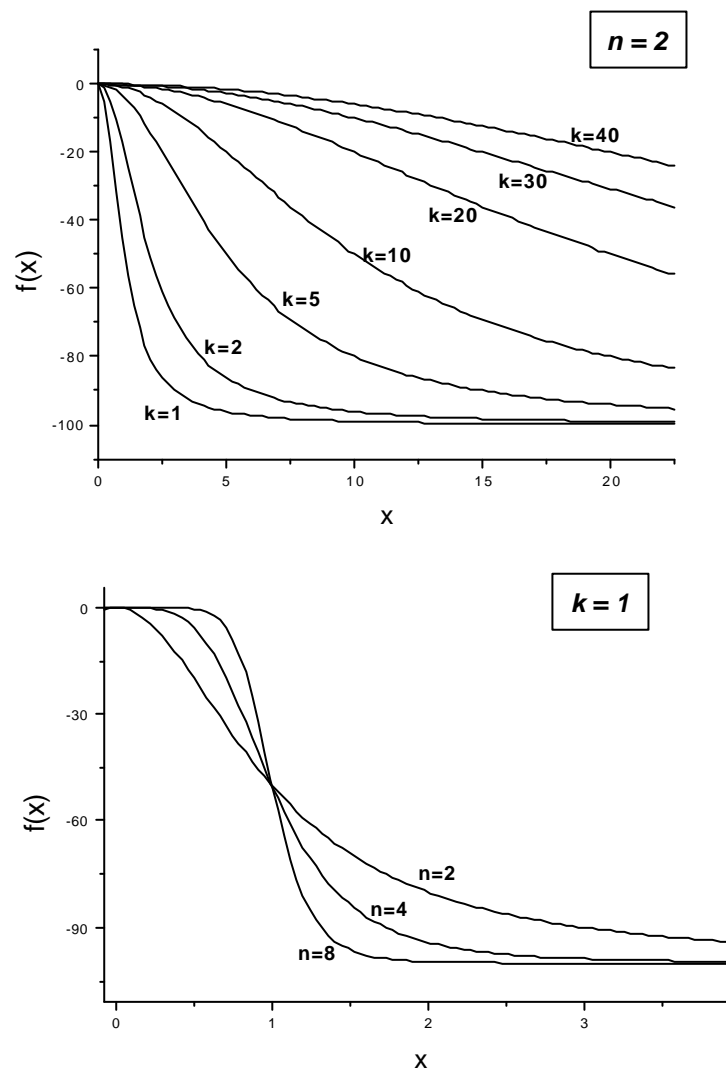 n = 2
0
-20
-40
-60
-80
-100
f(x)
k=40
k=30
k=20
k=10
k=5
k=2
k=1
0 5 10 15 20
x
k = 1
0
-30
-60
-90
f(x)
n=2
n=4
n=8
0 1 2 3
x